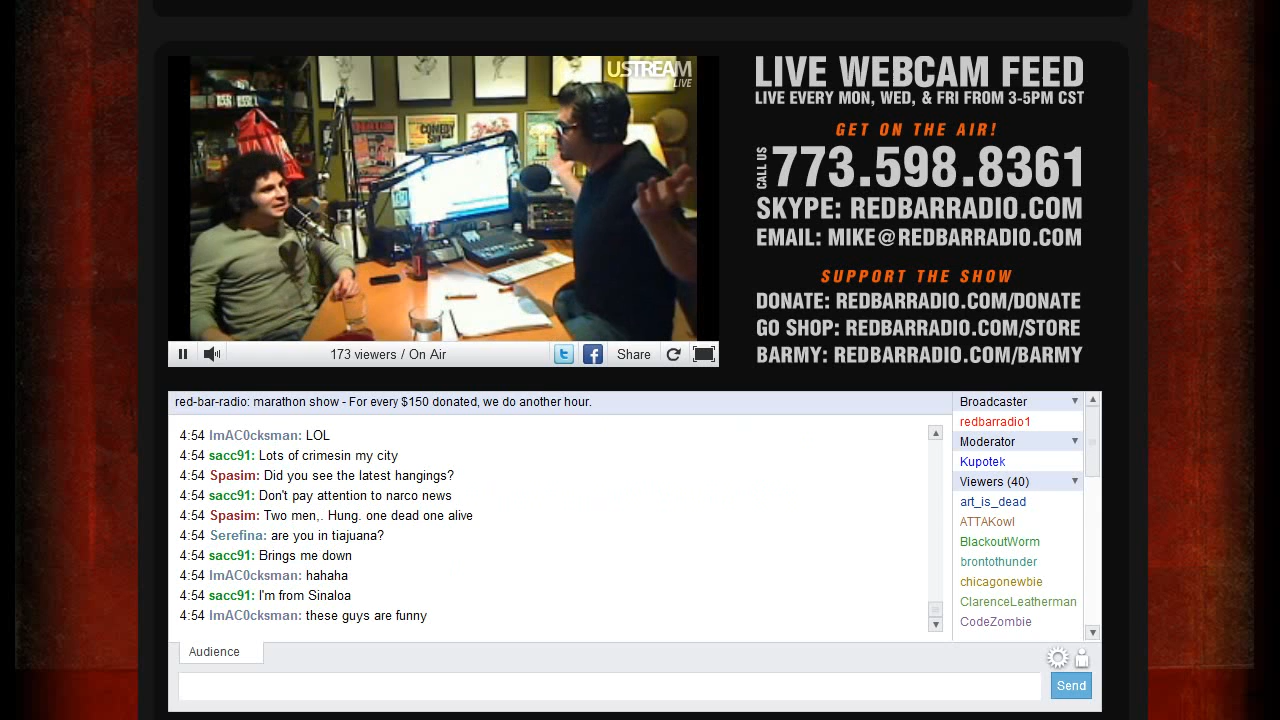 USTREAM
LIVE
COMEDY
LIVE WEBCAM FEED
LIVE EVERY MON, WED, & FRI FROM 3-5PM CST
GET ON THE AIR!
CALL US
773.598.8361
SKYPE: REDBARRADIO.COM
EMAIL: MIKE@REDBARRADIO.COM
SUPPORT THE SHOW
DONATE: REDBARRADIO.COM/DONATE
GO SHOP: REDBARRADIO.COM/STORE
BARMY: REDBARRADIO.COM/BARMY
173 viewers / On Air
Share
red-bar-radio: marathon show - For every $150 donated, we do another hour.
4:54 ImAC0cksman: LOL
4:54 sacc91: Lots of crimesin my city
4:54 Spasim: Did you see the latest hangings?
4:54 sacc91: Don't pay attention to narco news
4:54 Spasim: Two men,. Hung. one dead one alive
4:54 Serefina: are you in tiajuana?
4:54 sacc91: Brings me down
4:54 ImAC0cksman: hahaha
4:54 sacc91: I'm from Sinaloa
4:54 ImAC0cksman: these guys are funny
Broadcaster
redbarradio1
Moderator
Kupotek
Viewers (40)
art_is_dead
ATTAKowl
BlackoutWorm
brontothunder
chicagonewbie
ClarenceLeatherman
CodeZombie
Audience
Send